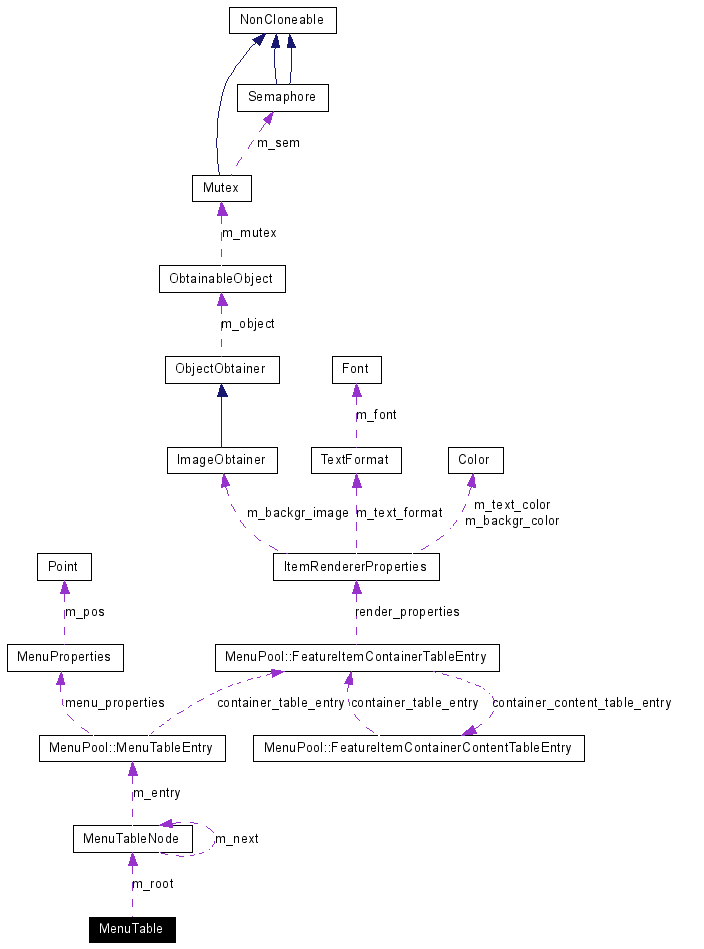 NonCloneable
Semaphore
m_sem
Mutex
m_mutex
ObtainableObject
m_object
ObjectObtainer
Font
m_font
ImageObtainer
TextFormat
Color
m_backgr_image
m_text_format
m_text_color
m_backgr_color
Point
ItemRendererProperties
m_pos
render_properties
MenuProperties
MenuPool::FeatureItemContainerTableEntry
menu_properties
container_table_entry
container_table_entry
container_content_table_entry
MenuPool::MenuTableEntry
MenuPool::FeatureItemContainerContentTableEntry
m_entry
MenuTableNode
m_next
m_root
MenuTable